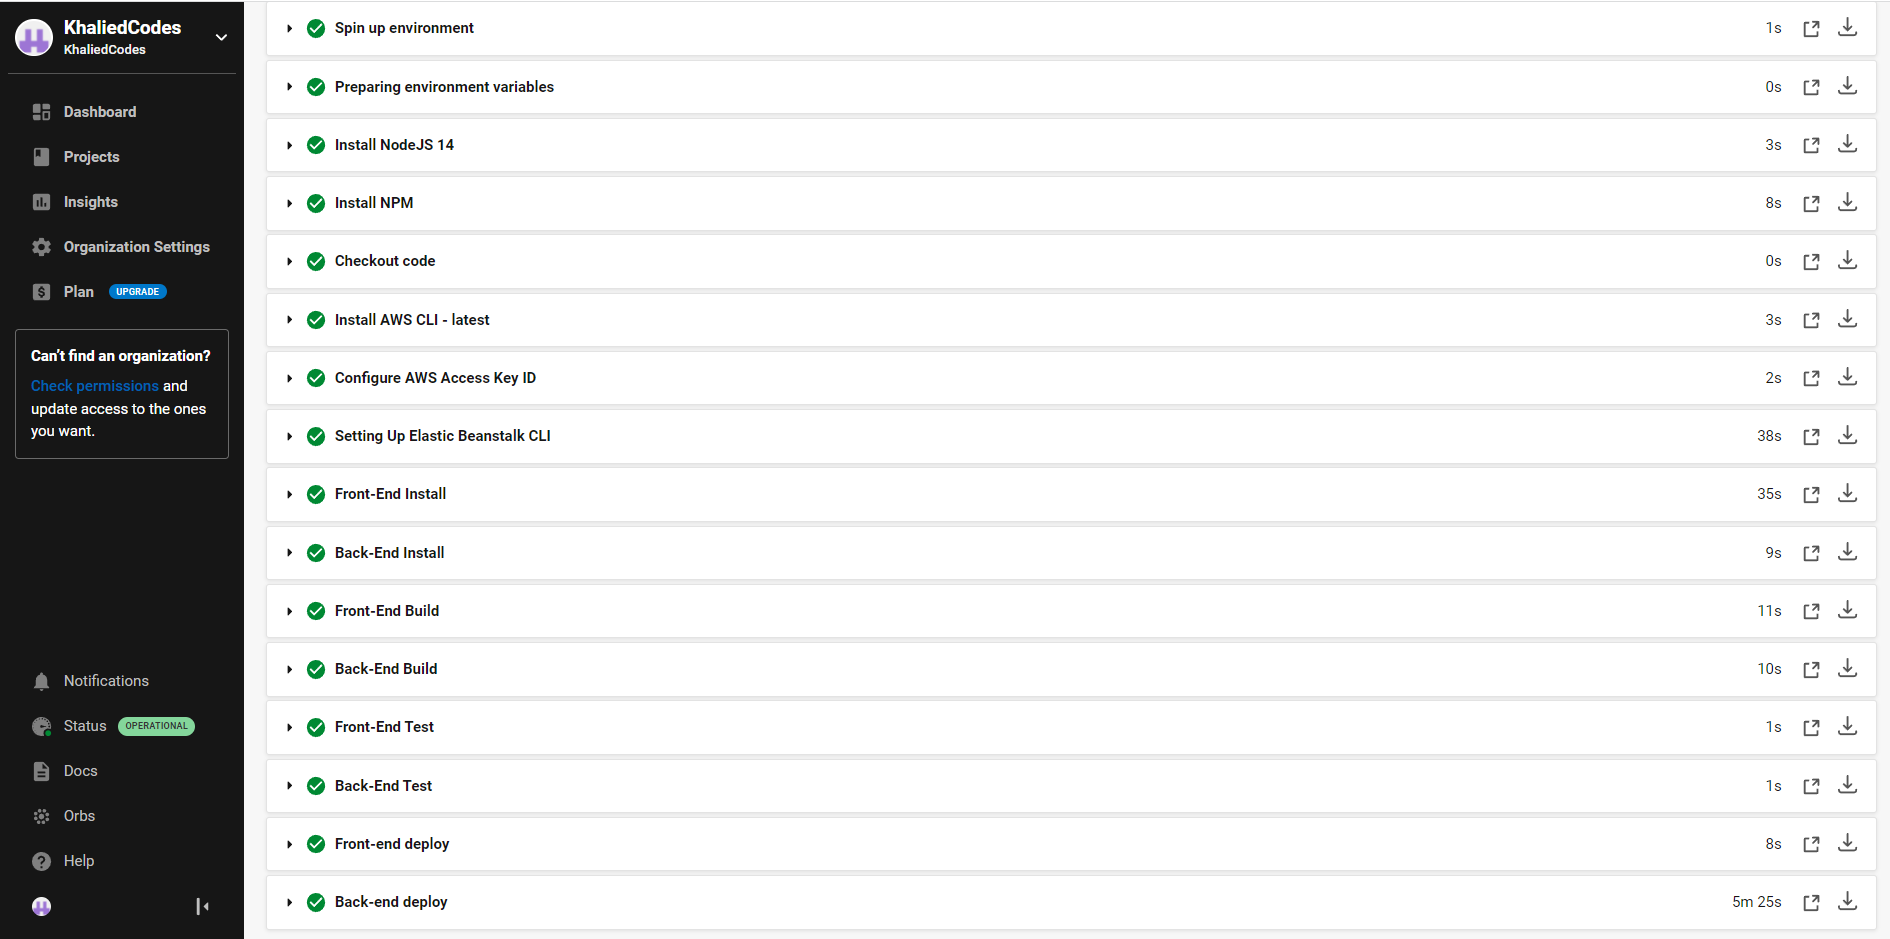 KhaliedCodes
KhaliedCodes
Dashboard
Projects
Insights
Organization Settings
Plan UPGRADE
Can't find an organization?
Check permissions and
update access to the ones
you want.
Notifications
Status OPERATIONAL
Docs
Orbs
Help
Spin up environment 1s
Preparing environment variables 0s
Install NodeJS 14 3s
Install NPM 8s
Checkout code 0s
Install AWS CLI - latest 3s
Configure AWS Access Key ID 2s
Setting Up Elastic Beanstalk CLI 38s
Front-End Install 35s
Back-End Install 9s
Front-End Build 11s
Back-End Build 10s
Front-End Test 1s
Back-End Test 1s
Front-end deploy 8s
Back-end deploy 5m 25s